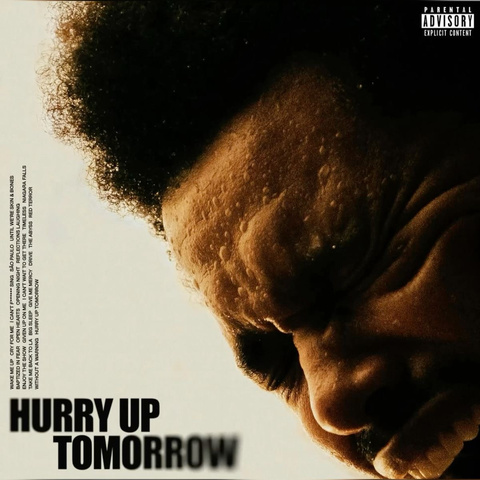 PARENTAL
ADVISORY
EXPLICIT CONTENT
WAKE ME UP CRY FOR ME I CAN'T F****** SING SÃO PAULO UNTIL WE'RE SKIN & BONES
BAPTIZED IN FEAR OPEN HEARTS OPENING NIGHT REFLECTIONS LAUGHING
ENJOY THE SHOW GIVEN UP ON ME I CAN'T WAIT TO GET THERE TIMELESS NIAGARA FALLS
TAKE ME BACK TO LA BIG SLEEP GIVE ME MERCY DRIVE THE ABYSS RED TERROR
WITHOUT A WARNING HURRY UP TOMORROW
HURRY UP
TOMORROW